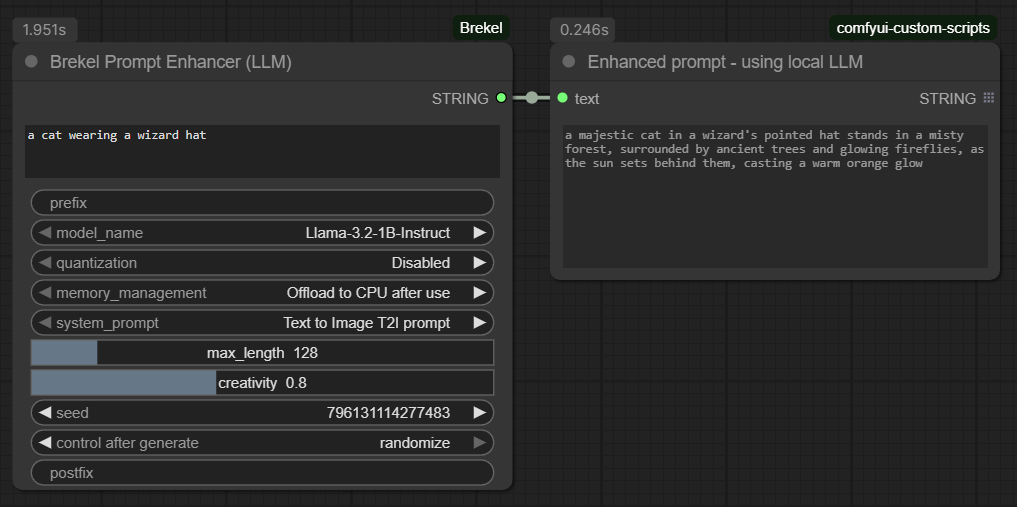 1.951s
Brekel
Brekel Prompt Enhancer (LLM)
STRING
a cat wearing a wizard hat
prefix
model_name Llama-3.2-1B-Instruct
quantization Disabled
memory_management Offload to CPU after use
system_prompt Text to Image T2I prompt
max_length 128
creativity 0.8
seed 796131114277483
control after generate randomize
postfix
0.246s
comfyui-custom-scripts
Enhanced prompt - using local LLM
text STRING
a majestic cat in a wizard's pointed hat stands in a misty
forest, surrounded by ancient trees and glowing fireflies, as
the sun sets behind them, casting a warm orange glow